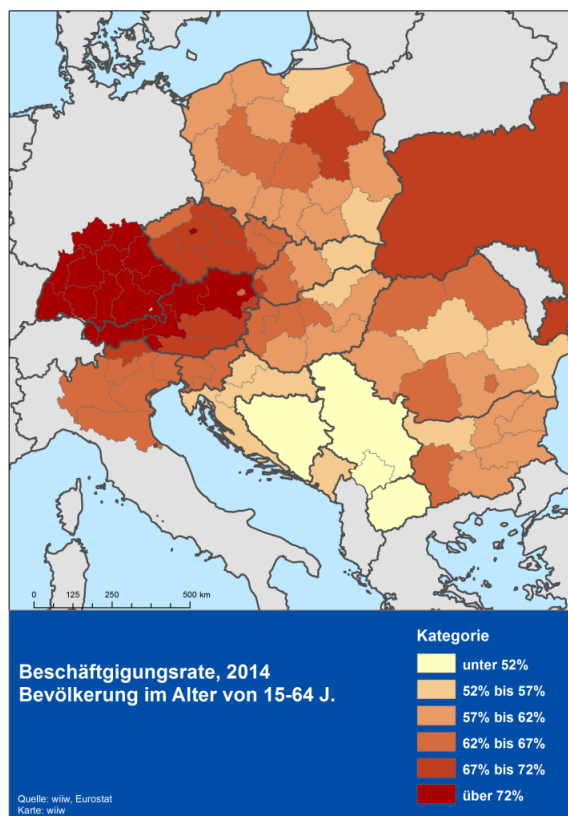 0 125 250 500 km
Beschäftgigungsrate, 2014
Bevölkerung im Alter von 15-64 J.
Quelle: wiiw, Eurostat
Karte: wiiw
Kategorie
unter 52%
52% bis 57%
57% bis 62%
62% bis 67%
67% bis 72%
über 72%